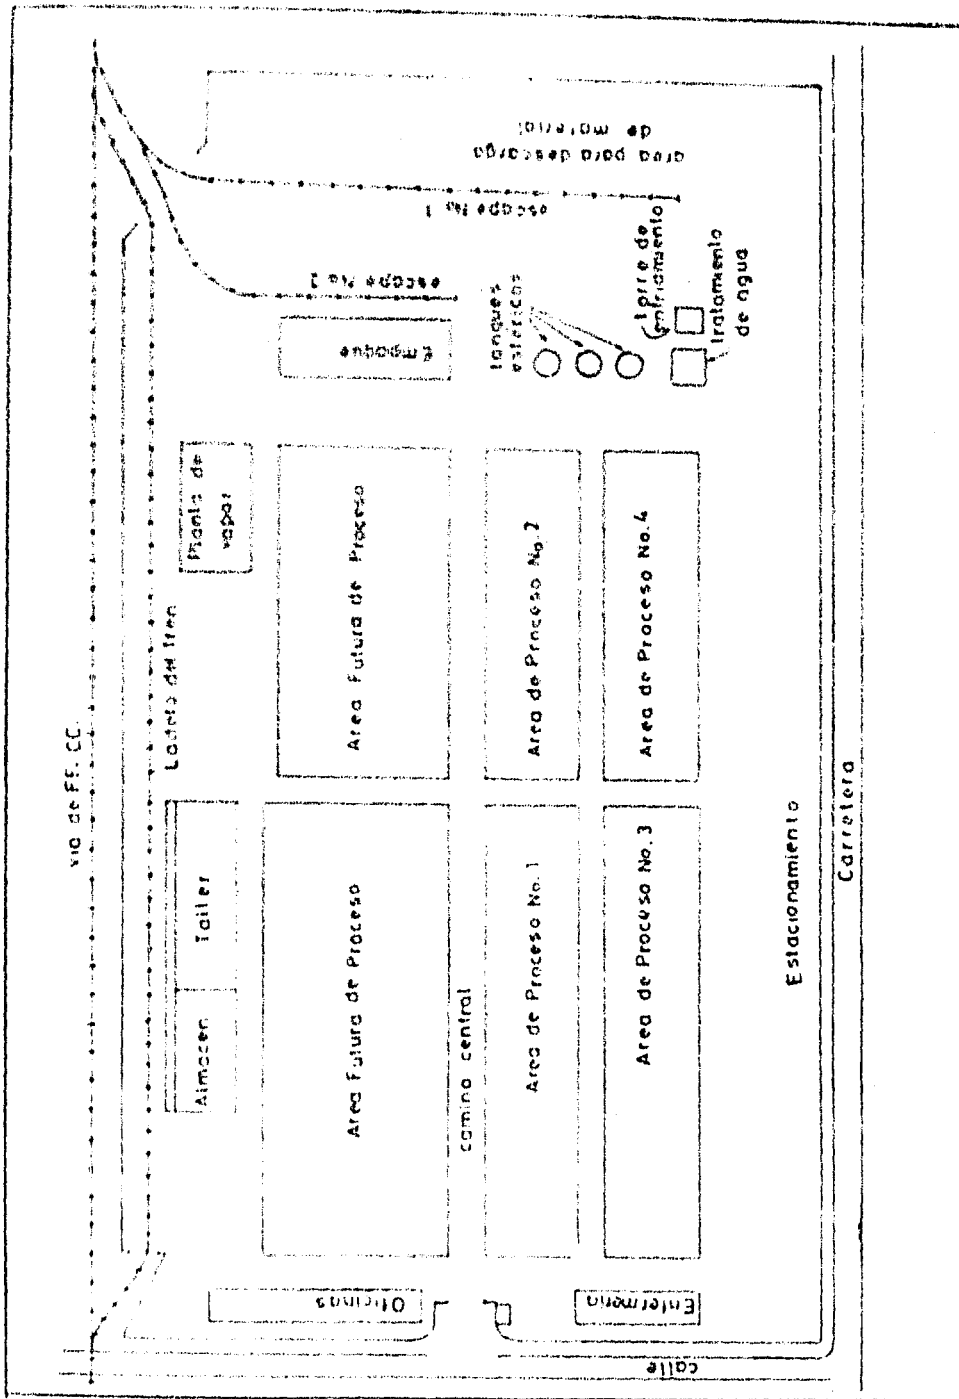 via de FF. CC.
Ladera del tren
Almacen
Taller
Planta de
vapor
Area Futura de Proceso
Area Futura de Proceso
Empaque
escape No 2
escape No 1
area para descarga
de material
camino central
tanques
esfericos
Area de Proceso No. 1
Area de Proceso No. 2
Area de Proceso No. 3
Area de Proceso No. 4
torre de
enfriamiento
tratamiento
de agua
Oficinas
Enfermeria
Estacionamiento
Carretera
calle